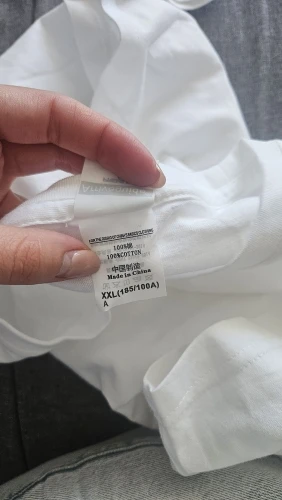 100%棉
100%COTTON
中国制造
Made in China
XXL(185/100A)
A